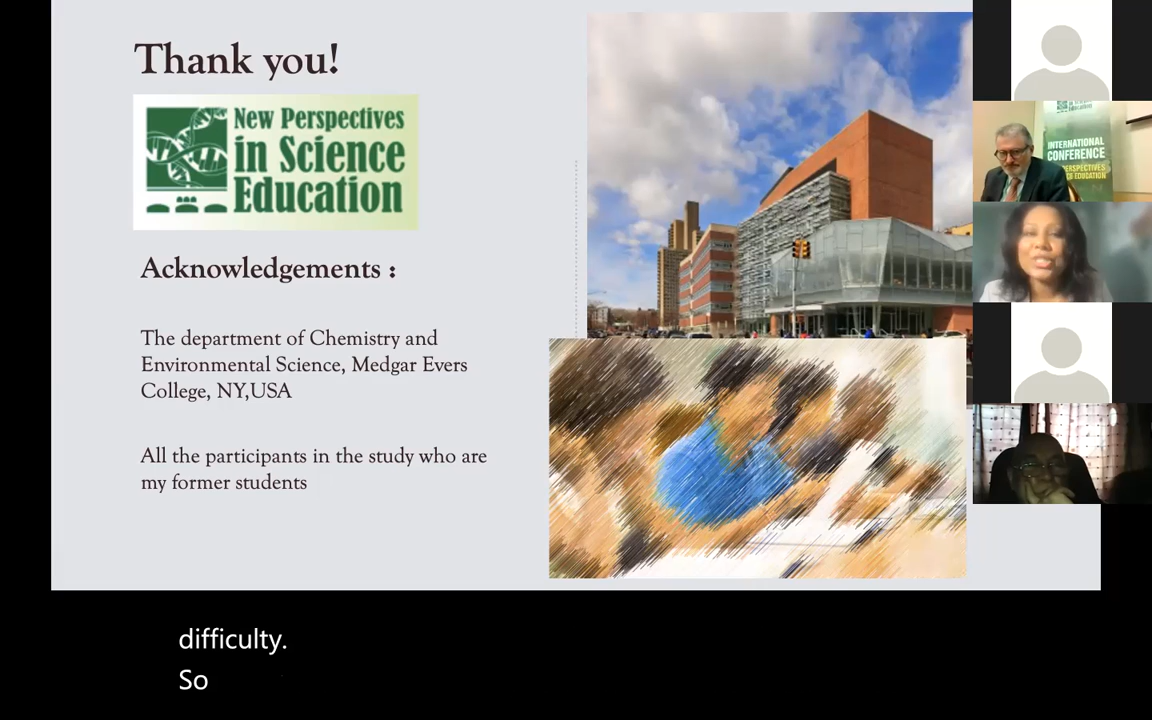 Thank you!
New Perspectives
in Science
Education
Acknowledgements :
The department of Chemistry and
Environmental Science, Medgar Evers
College, NY,USA
All the participants in the study who are
my former students
INTERNATIONAL
CONFERENCE
difficulty.
So